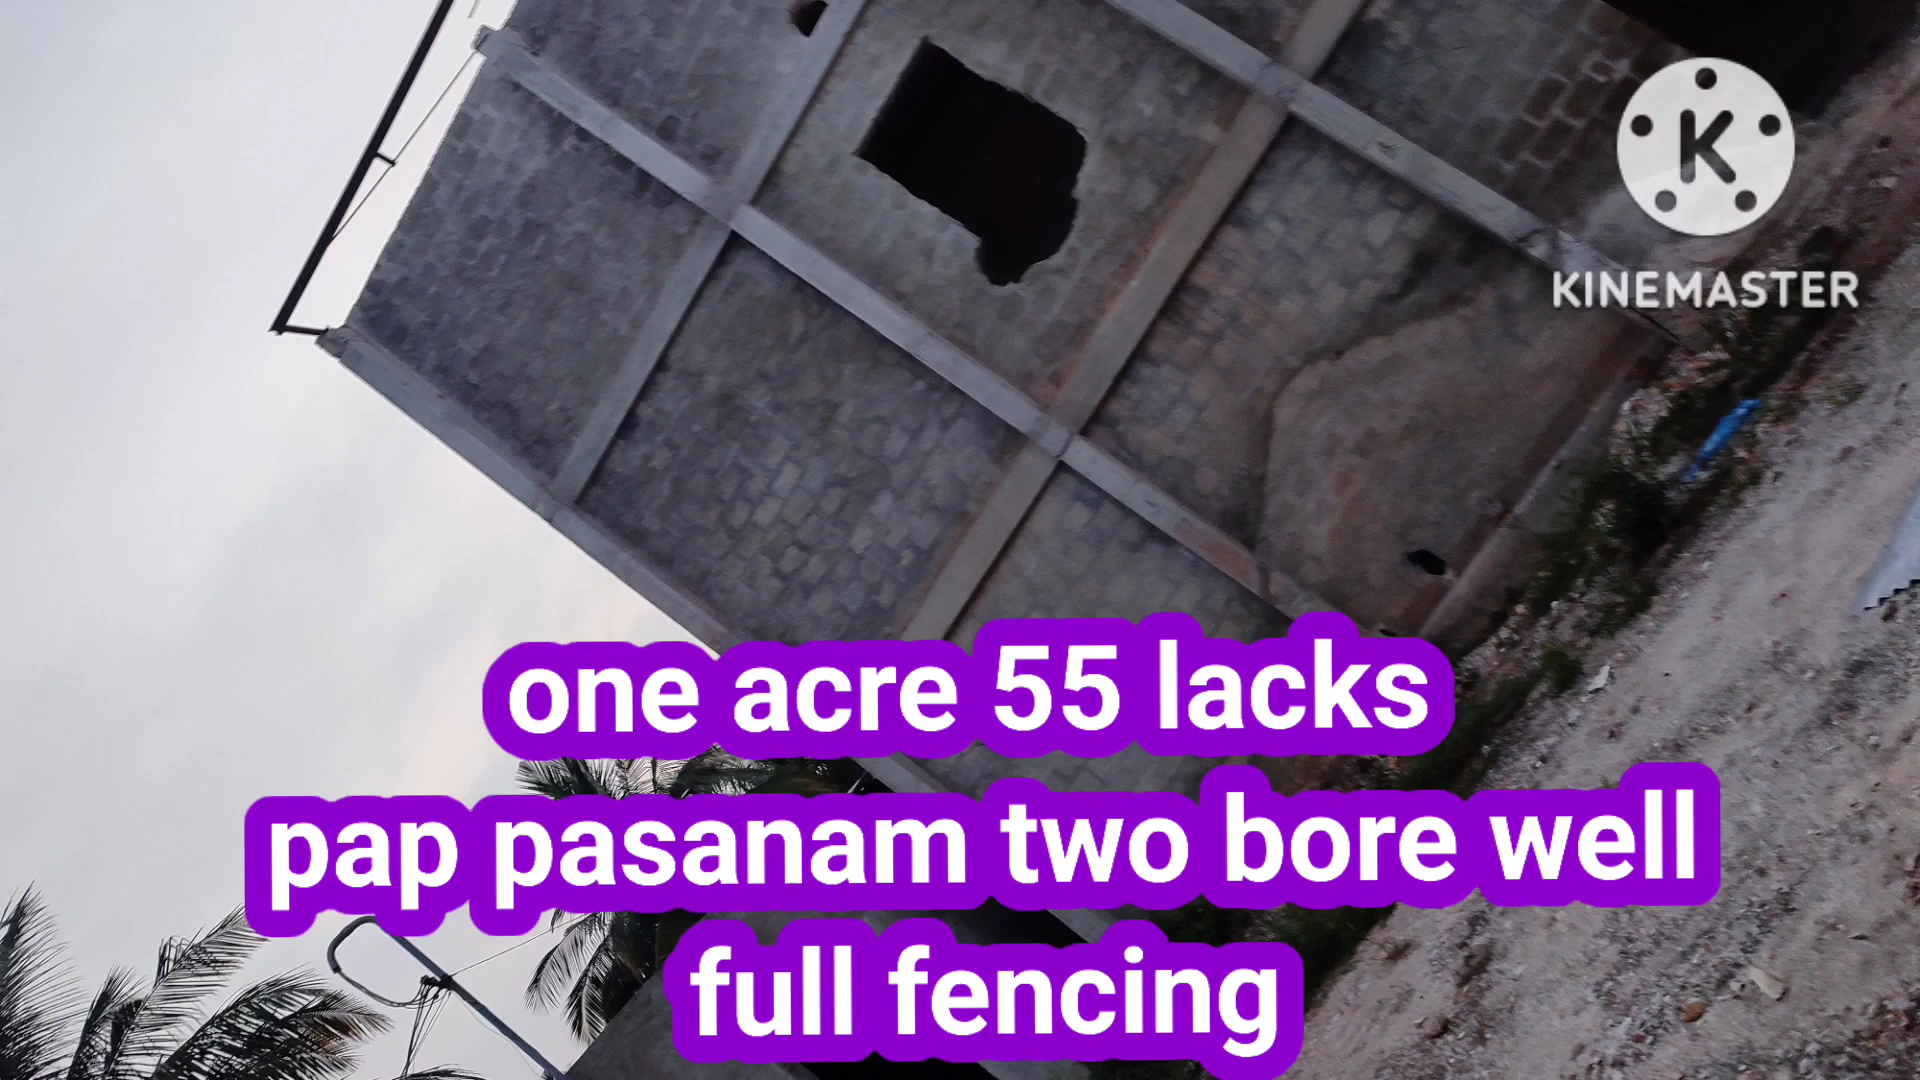 K
KINEMASTER
one acre 55 lacks
pap pasanam two bore well
full fencing